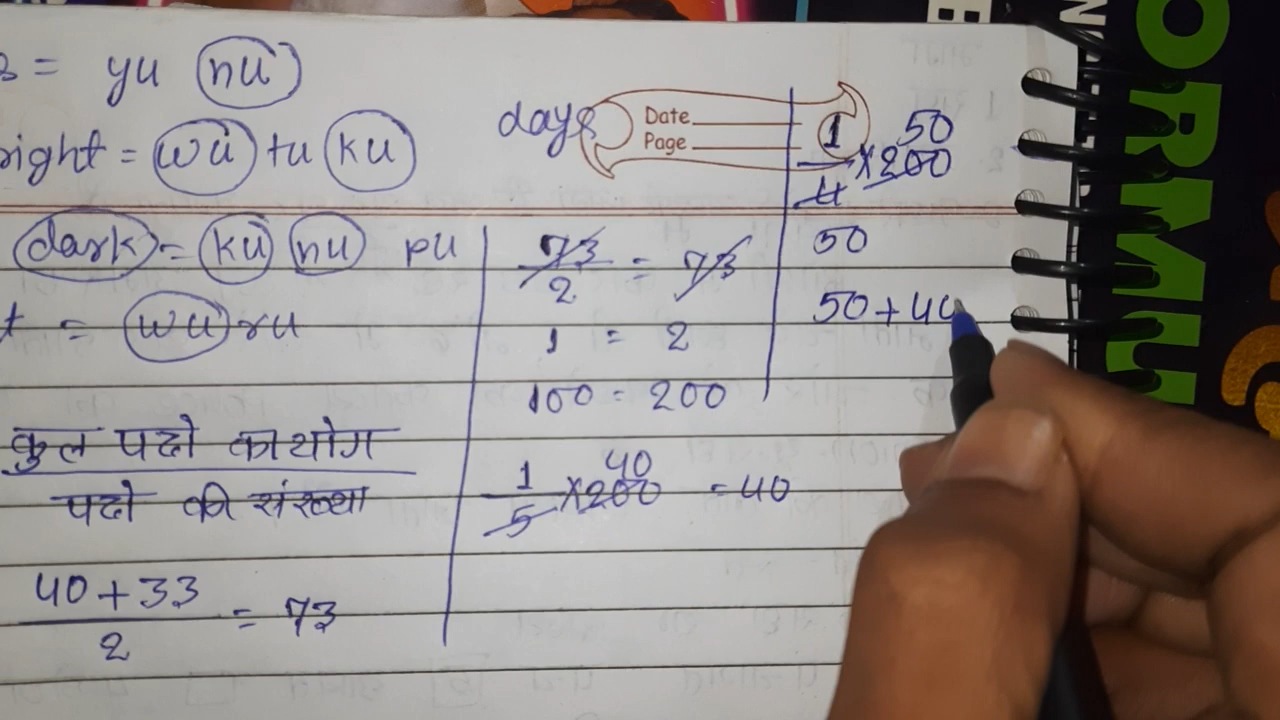 = yu nu
right = wu tu ku
dark = ku nu pu
= wu ru
कुल पदो का योग
पदो की संख्या
40 + 33
2
= 73
days
Date
Page
73
2
= 73
1 = 2
100 = 200
1
5
× 200
40
= 40
1
4
× 200
50
50
50 + 40
ORMU